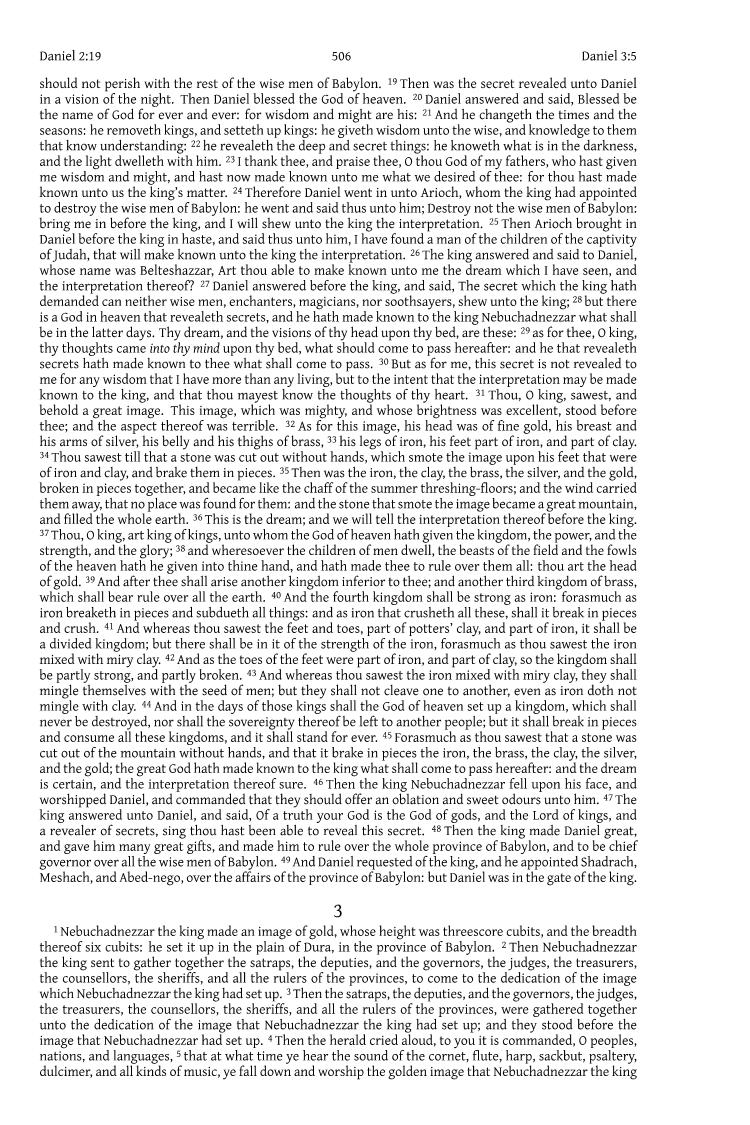 Daniel 2:19 506 Daniel 3:5
should not perish with the rest of the wise men of Babylon. 19 Then was the secret revealed unto Daniel
in a vision of the night. Then Daniel blessed the God of heaven. 20 Daniel answered and said, Blessed be
the name of God for ever and ever: for wisdom and might are his: 21 And he changeth the times and the
seasons: he removeth kings, and setteth up kings: he giveth wisdom unto the wise, and knowledge to them
that know understanding: 22 he revealeth the deep and secret things: he knoweth what is in the darkness,
and the light dwelleth with him. 23 I thank thee, and praise thee, O thou God of my fathers, who hast given
me wisdom and might, and hast now made known unto me what we desired of thee: for thou hast made
known unto us the king's matter. 24 Therefore Daniel went in unto Arioch, whom the king had appointed
to destroy the wise men of Babylon: he went and said thus unto him; Destroy not the wise men of Babylon:
bring me in before the king, and I will shew unto the king the interpretation. 25 Then Arioch brought in
Daniel before the king in haste, and said thus unto him, I have found a man of the children of the captivity
of Judah, that will make known unto the king the interpretation. 26 The king answered and said to Daniel,
whose name was Belteshazzar, Art thou able to make known unto me the dream which I have seen, and
the interpretation thereof? 27 Daniel answered before the king, and said, The secret which the king hath
demanded can neither wise men, enchanters, magicians, nor soothsayers, shew unto the king; 28 but there
is a God in heaven that revealeth secrets, and he hath made known to the king Nebuchadnezzar what shall
be in the latter days. Thy dream, and the visions of thy head upon thy bed, are these: 29 as for thee, O king,
thy thoughts came into thy mind upon thy bed, what should come to pass hereafter: and he that revealeth
secrets hath made known to thee what shall come to pass. 30 But as for me, this secret is not revealed to
me for any wisdom that I have more than any living, but to the intent that the interpretation may be made
known to the king, and that thou mayest know the thoughts of thy heart. 31 Thou, O king, sawest, and
behold a great image. This image, which was mighty, and whose brightness was excellent, stood before
thee; and the aspect thereof was terrible. 32 As for this image, his head was of fine gold, his breast and
his arms of silver, his belly and his thighs of brass, 33 his legs of iron, his feet part of iron, and part of clay.
34 Thou sawest till that a stone was cut out without hands, which smote the image upon his feet that were
of iron and clay, and brake them in pieces. 35 Then was the iron, the clay, the brass, the silver, and the gold,
broken in pieces together, and became like the chaff of the summer threshing-floors; and the wind carried
them away, that no place was found for them: and the stone that smote the image became a great mountain,
and filled the whole earth. 36 This is the dream; and we will tell the interpretation thereof before the king.
37 Thou, O king, art king of kings, unto whom the God of heaven hath given the kingdom, the power, and the
strength, and the glory; 38 and wheresoever the children of men dwell, the beasts of the field and the fowls
of the heaven hath he given into thine hand, and hath made thee to rule over them all: thou art the head
of gold. 39 And after thee shall arise another kingdom inferior to thee; and another third kingdom of brass,
which shall bear rule over all the earth. 40 And the fourth kingdom shall be strong as iron: forasmuch as
iron breaketh in pieces and subdueth all things: and as iron that crusheth all these, shall it break in pieces
and crush. 41 And whereas thou sawest the feet and toes, part of potters' clay, and part of iron, it shall be
a divided kingdom; but there shall be in it of the strength of the iron, forasmuch as thou sawest the iron
mixed with miry clay. 42 And as the toes of the feet were part of iron, and part of clay, so the kingdom shall
be partly strong, and partly broken. 43 And whereas thou sawest the iron mixed with miry clay, they shall
mingle themselves with the seed of men; but they shall not cleave one to another, even as iron doth not
mingle with clay. 44 And in the days of those kings shall the God of heaven set up a kingdom, which shall
never be destroyed, nor shall the sovereignty thereof be left to another people; but it shall break in pieces
and consume all these kingdoms, and it shall stand for ever. 45 Forasmuch as thou sawest that a stone was
cut out of the mountain without hands, and that it brake in pieces the iron, the brass, the clay, the silver,
and the gold; the great God hath made known to the king what shall come to pass hereafter: and the dream
is certain, and the interpretation thereof sure. 46 Then the king Nebuchadnezzar fell upon his face, and
worshipped Daniel, and commanded that they should offer an oblation and sweet odours unto him. 47 The
king answered unto Daniel, and said, Of a truth your God is the God of gods, and the Lord of kings, and
a revealer of secrets, sing thou hast been able to reveal this secret. 48 Then the king made Daniel great,
and gave him many great gifts, and made him to rule over the whole province of Babylon, and to be chief
governor over all the wise men of Babylon. 49 And Daniel requested of the king, and he appointed Shadrach,
Meshach, and Abed-nego, over the affairs of the province of Babylon: but Daniel was in the gate of the king.
3
1 Nebuchadnezzar the king made an image of gold, whose height was threescore cubits, and the breadth
thereof six cubits: he set it up in the plain of Dura, in the province of Babylon. 2 Then Nebuchadnezzar
the king sent to gather together the satraps, the deputies, and the governors, the judges, the treasurers,
the counsellors, the sheriffs, and all the rulers of the provinces, to come to the dedication of the image
which Nebuchadnezzar the king had set up. 3 Then the satraps, the deputies, and the governors, the judges,
the treasurers, the counsellors, the sheriffs, and all the rulers of the provinces, were gathered together
unto the dedication of the image that Nebuchadnezzar the king had set up; and they stood before the
image that Nebuchadnezzar had set up. 4 Then the herald cried aloud, to you it is commanded, O peoples,
nations, and languages, 5 that at what time ye hear the sound of the cornet, flute, harp, sackbut, psaltery,
dulcimer, and all kinds of music, ye fall down and worship the golden image that Nebuchadnezzar the king